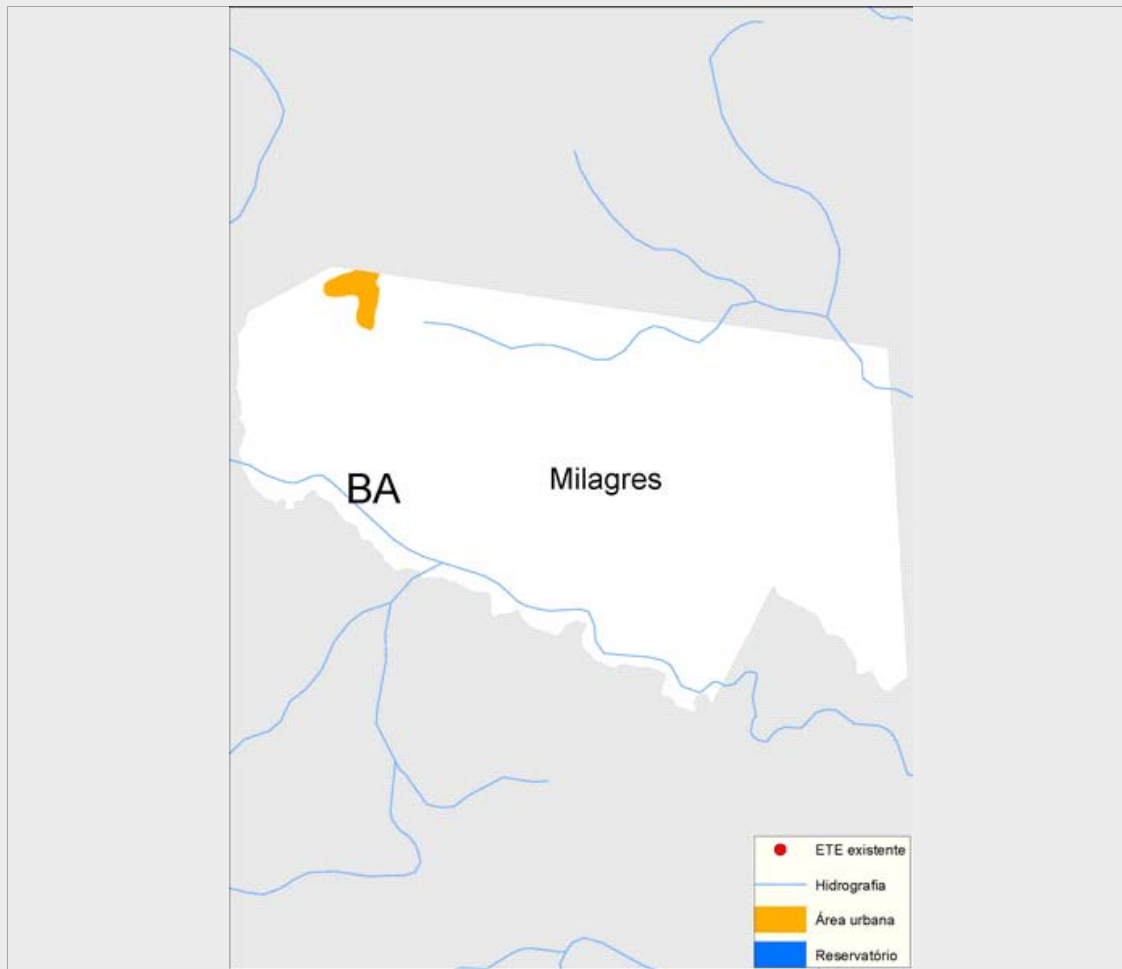 BA
Milagres
ETE existente
Hidrografia
Área urbana
Reservatório